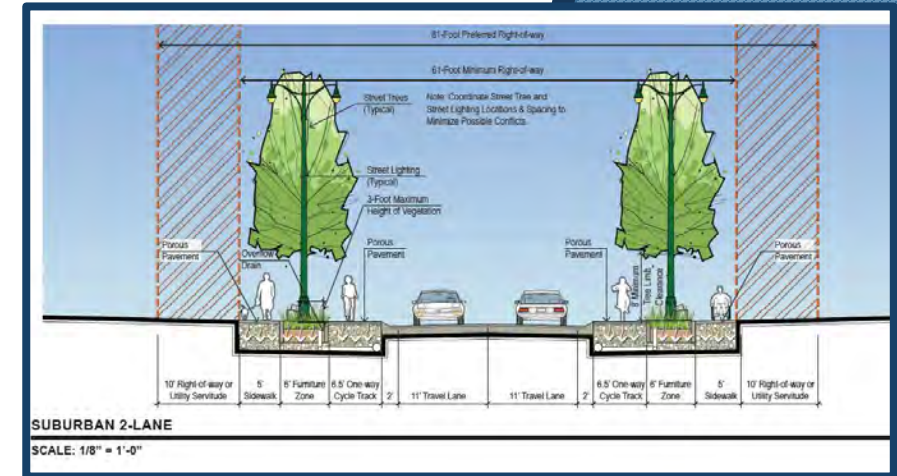 81-Foot Preferred Right-of-way
61-Foot Minimum Right-of-way
Street Trees
(Typical)
Note: Coordinate Street Tree and
Street Lighting Locations & Spacing to
Minimize Possible Conflicts.
Street Lighting
(Typical)
3-Foot Maximum
Height of Vegetation
Porous
Pavement
Overflow
Drain
Porous
Pavement
Porous
Pavement
8' Maximum
Tree Limb
Clearance
Porous
Pavement
10' Right-of-way or
Utility Servitude
5'
Sidewalk
6' Furniture
Zone
6.5' One-way
Cycle Track
2'
11' Travel Lane
11' Travel Lane
2'
6.5' One-way
Cycle Track
6' Furniture
Zone
5'
Sidewalk
10' Right-of-way or
Utility Servitude
SUBURBAN 2-LANE
SCALE: 1/8" = 1'-0"